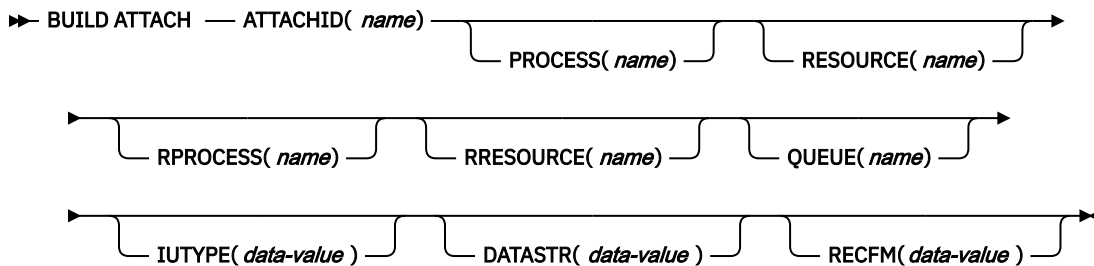 BUILD ATTACH ATTACHID( name)
PROCESS( name) RESOURCE( name)
RPROCESS( name) RRESOURCE( name) QUEUE( name)
IUTYPE( data-value ) DATASTR( data-value ) RECFM( data-value )